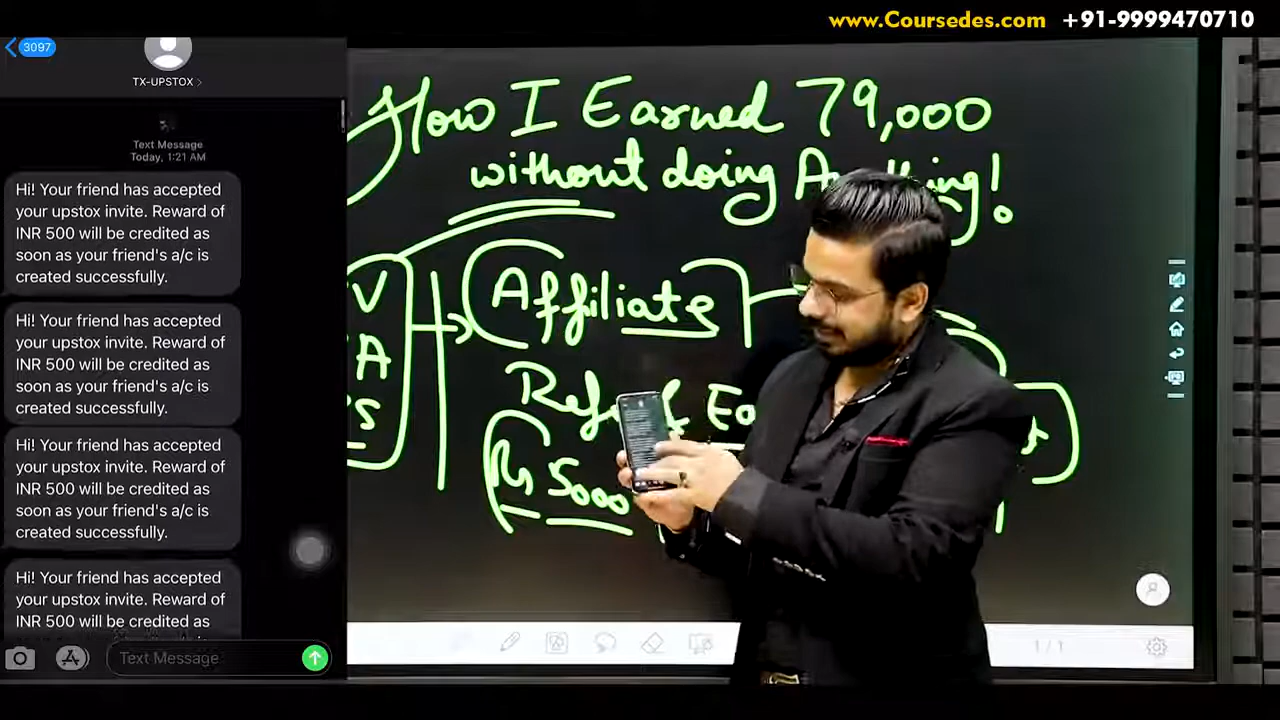 www.Coursedes.com +91-9999470710
3097
TX-UPSTOX
Text Message
Today, 1:21 AM
Hi! Your friend has accepted
your upstox invite. Reward of
INR 500 will be credited as
soon as your friend's a/c is
created successfully.
Hi! Your friend has accepted
your upstox invite. Reward of
INR 500 will be credited as
soon as your friend's a/c is
created successfully.
Hi! Your friend has accepted
your upstox invite. Reward of
INR 500 will be credited as
soon as your friend's a/c is
created successfully.
Hi! Your friend has accepted
your upstox invite. Reward of
INR 500 will be credited as
Text Message
How I Earned 79,000
without doing
Affiliate
Rs 5000
1/1